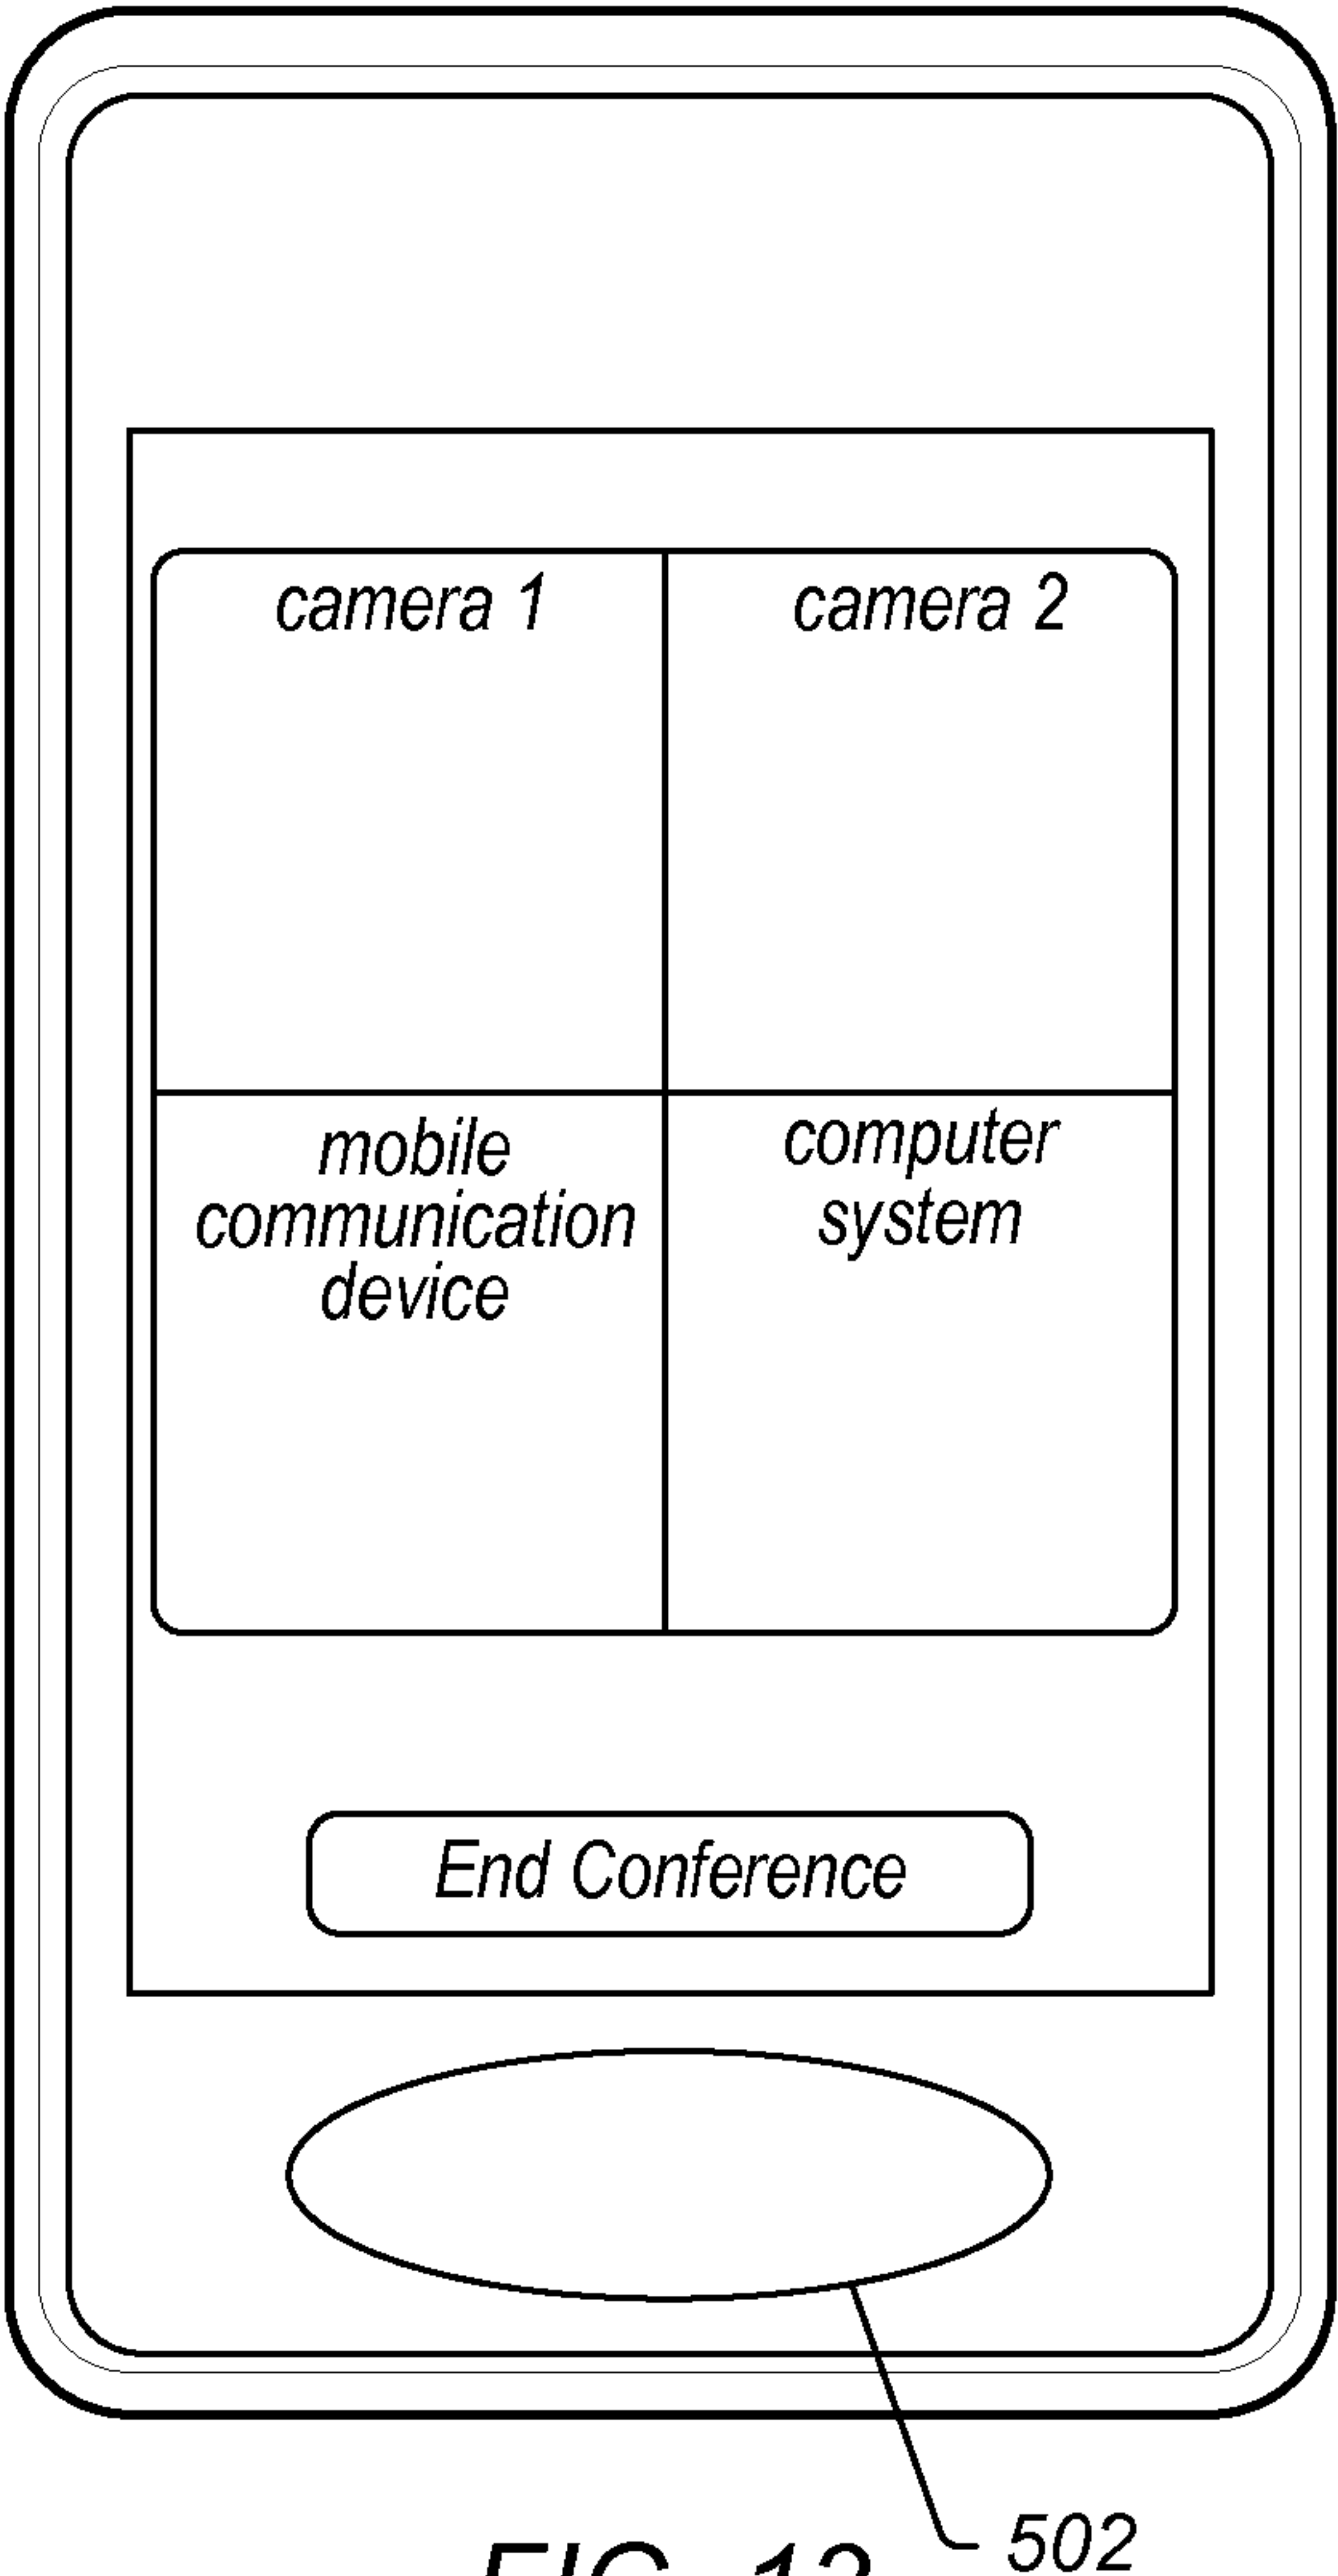 camera 1
camera 2
mobile
communication
device
computer
system
End Conference
502